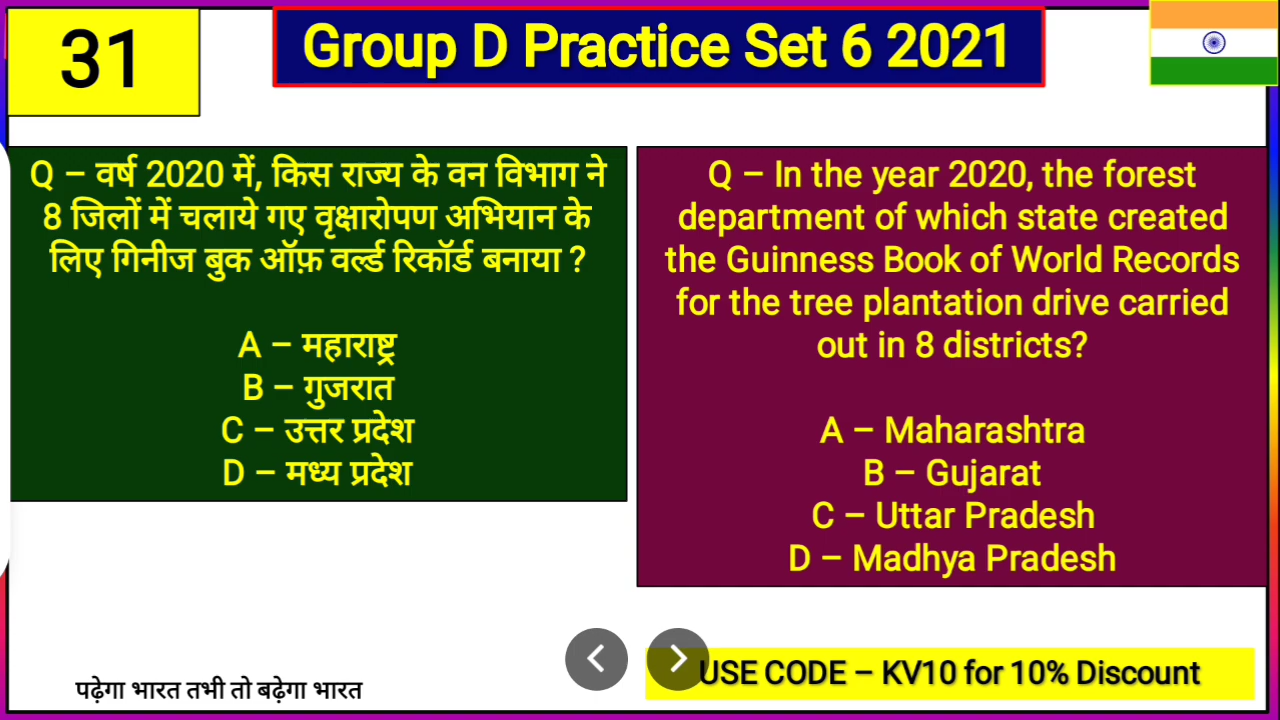 31
Group D Practice Set 6 2021
Q – वर्ष 2020 में, किस राज्य के वन विभाग ने
8 जिलों में चलाये गए वृक्षारोपण अभियान के
लिए गिनीज बुक ऑफ़ वर्ल्ड रिकॉर्ड बनाया ?
A – महाराष्ट्र
B – गुजरात
C – उत्तर प्रदेश
D – मध्य प्रदेश
Q – In the year 2020, the forest
department of which state created
the Guinness Book of World Records
for the tree plantation drive carried
out in 8 districts?
A – Maharashtra
B – Gujarat
C – Uttar Pradesh
D – Madhya Pradesh
पढ़ेगा भारत तभी तो बढ़ेगा भारत
USE CODE – KV10 for 10% Discount